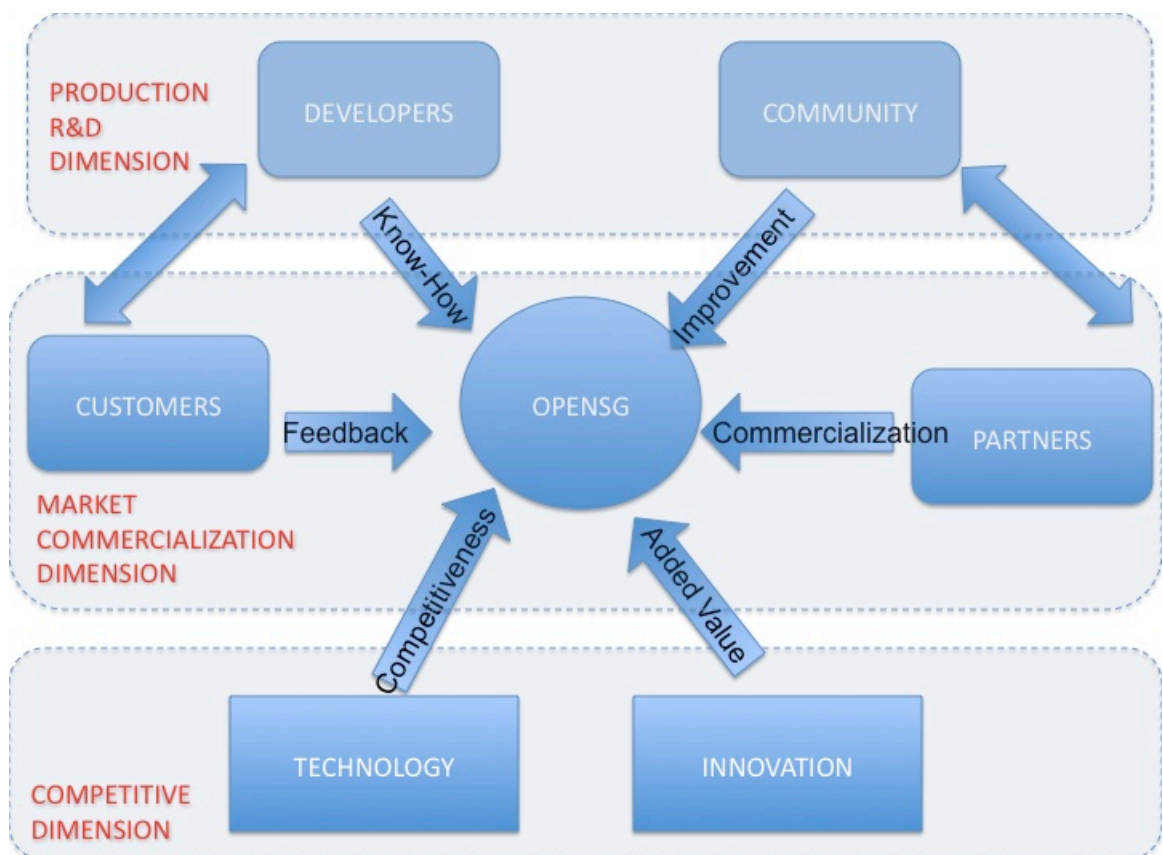 PRODUCTION
R&D
DIMENSION
DEVELOPERS
COMMUNITY
Know-How
Improvement
CUSTOMERS
Feedback
OPENSG
Commercialization
PARTNERS
MARKET
COMMERCIALIZATION
DIMENSION
Competitiveness
Added Value
TECHNOLOGY
INNOVATION
COMPETITIVE
DIMENSION